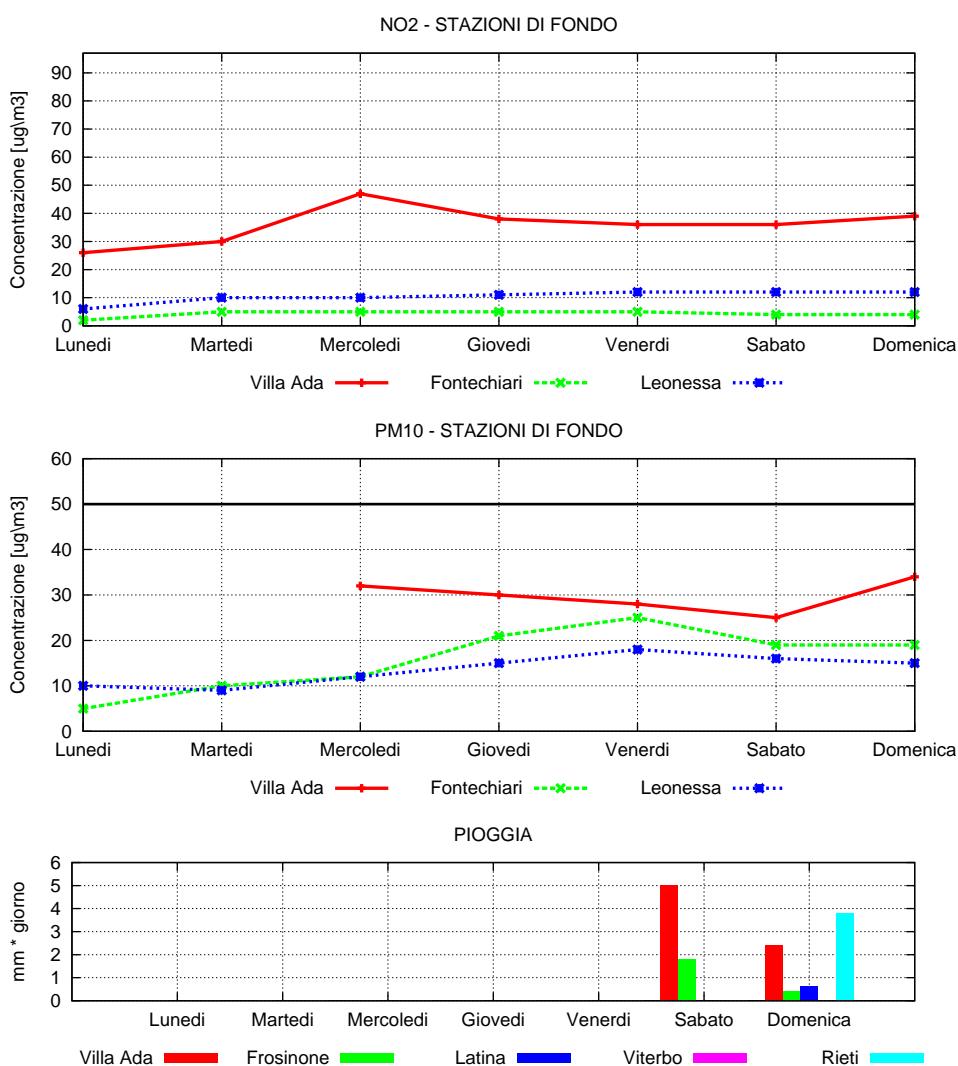 NO2 - STAZIONI DI FONDO
Concentrazione [ug\m3]
90
80
70
60
50
40
30
20
10
0
Lunedi Martedi Mercoledi Giovedi Venerdi Sabato Domenica
Villa Ada Fontechiari Leonessa
PM10 - STAZIONI DI FONDO
Concentrazione [ug\m3]
60
50
40
30
20
10
0
Lunedi Martedi Mercoledi Giovedi Venerdi Sabato Domenica
Villa Ada Fontechiari Leonessa
PIOGGIA
mm * giorno
6
5
4
3
2
1
0
Lunedi Martedi Mercoledi Giovedi Venerdi Sabato Domenica
Villa Ada Frosinone Latina Viterbo Rieti